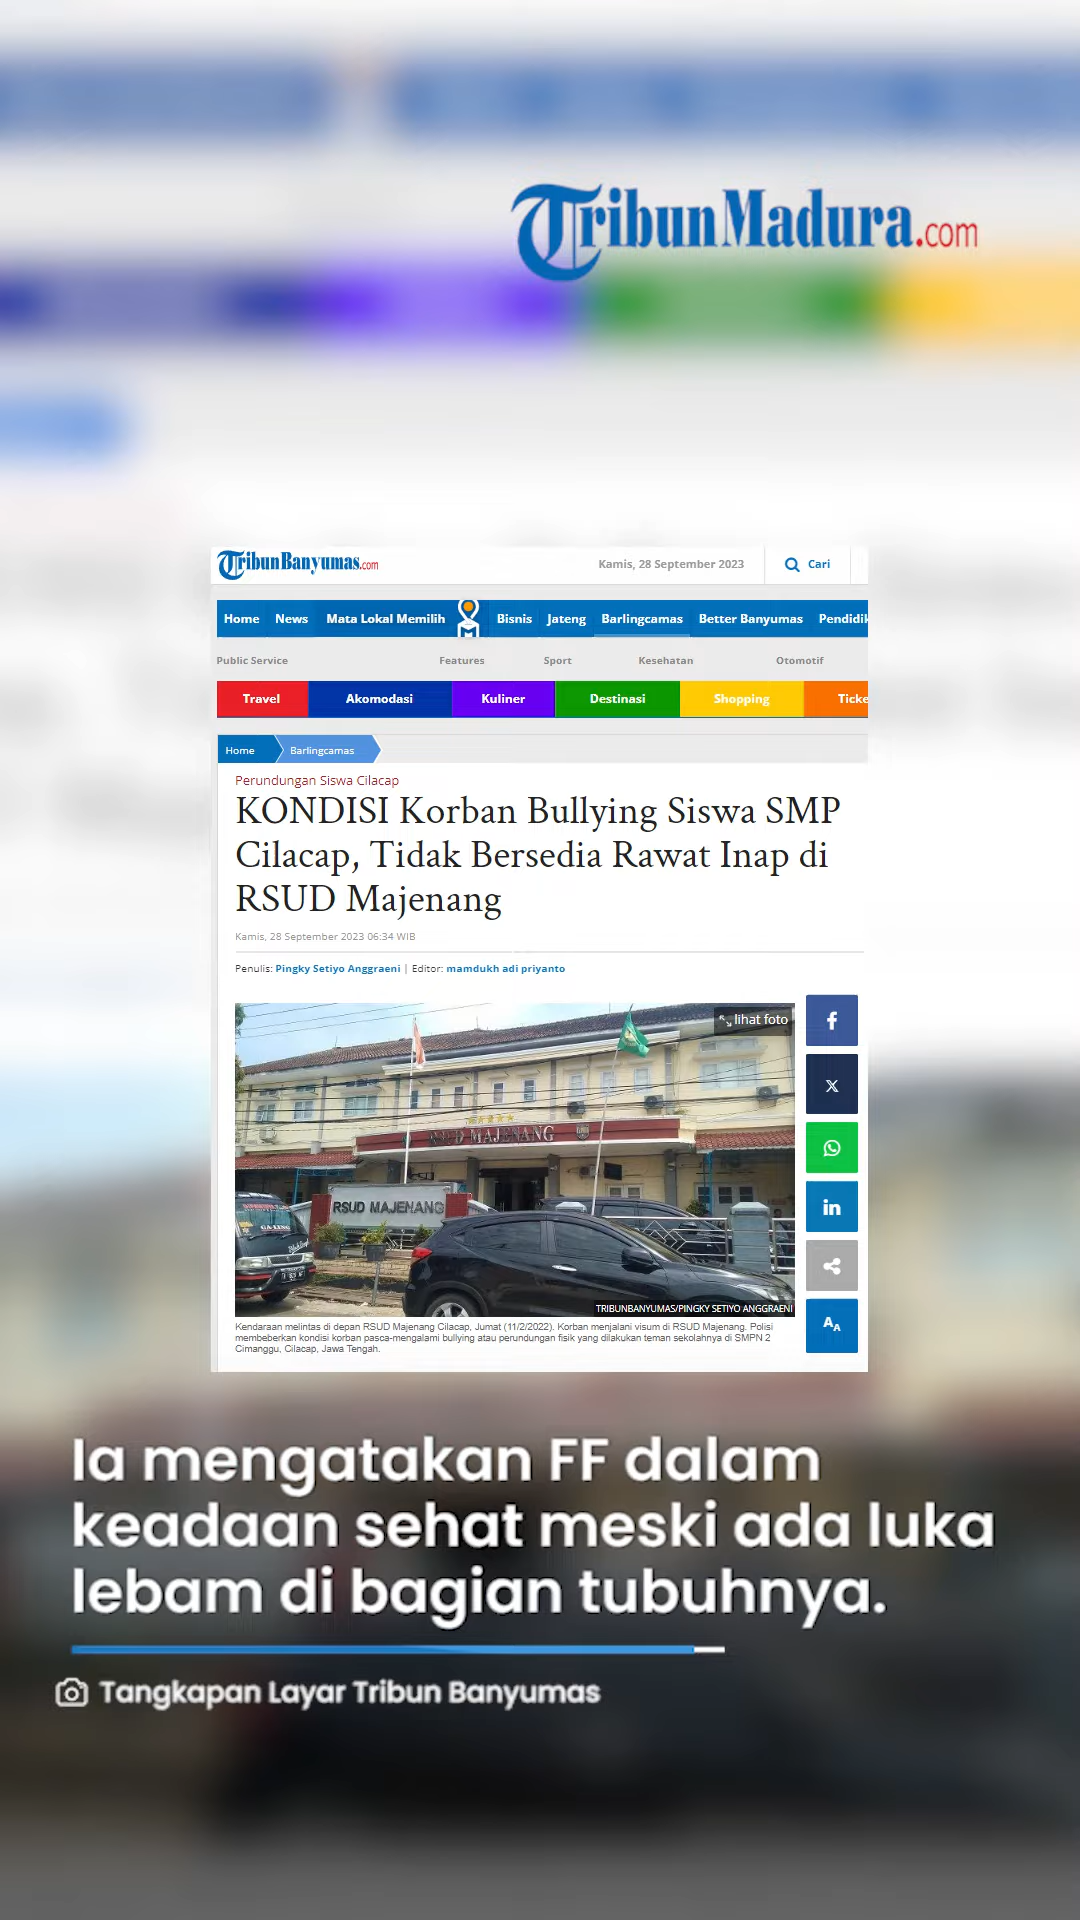 TribunMadura.com
TribunBanyumas.com
Kamis, 28 September 2023
Cari
Home News Mata Lokal Memilih Bisnis Jateng Barlingcamas Better Banyumas Pendidik
Public Service Features Sport Kesehatan Otomotif
Travel Akomodasi Kuliner Destinasi Shopping Ticke
Home Barlingcamas
Perundungan Siswa Cilacap
KONDISI Korban Bullying Siswa SMP
Cilacap, Tidak Bersedia Rawat Inap di
RSUD Majenang
Kamis, 28 September 2023 06:34 WIB
Penulis: Pingky Setiyo Anggraeni | Editor: mamdukh adi priyanto
lihat foto
RSUD MAJENANG
RSUD MAJENANG
GA-LING
TRIBUNBANYUMAS/PINGKY SETIYO ANGGRAENI
Kendaraan melintas di depan RSUD Majenang Cilacap, Jumat (11/2/2022). Korban menjalani visum di RSUD Majenang. Polisi
membeberkan kondisi korban pasca-mengalami bullying atau perundungan fisik yang dilakukan teman sekolahnya di SMPN 2
Cimanggu, Cilacap, Jawa Tengah.
Ia mengatakan FF dalam
keadaan sehat meski ada luka
lebam di bagian tubuhnya.
Tangkapan Layar Tribun Banyumas